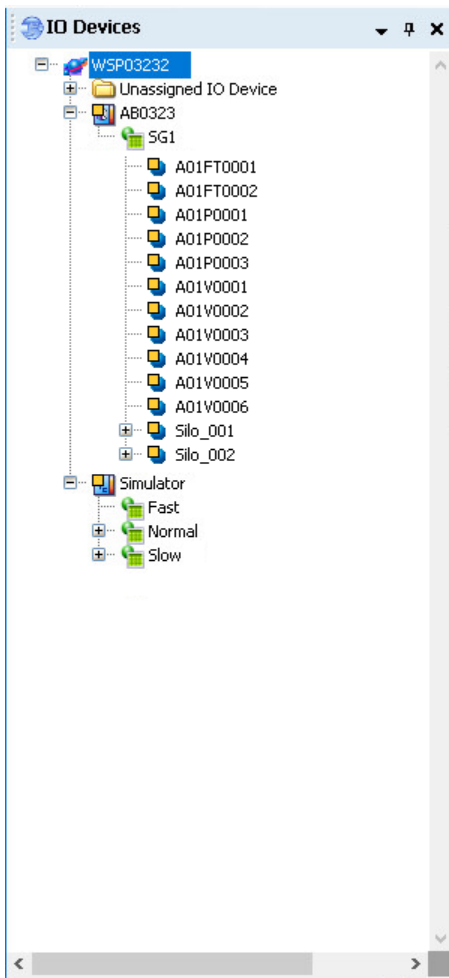 IO Devices
WSP03232
Unassigned IO Device
AB0323
SG1
A01FT0001
A01FT0002
A01P0001
A01P0002
A01P0003
A01V0001
A01V0002
A01V0003
A01V0004
A01V0005
A01V0006
Silo_001
Silo_002
Simulator
Fast
Normal
Slow